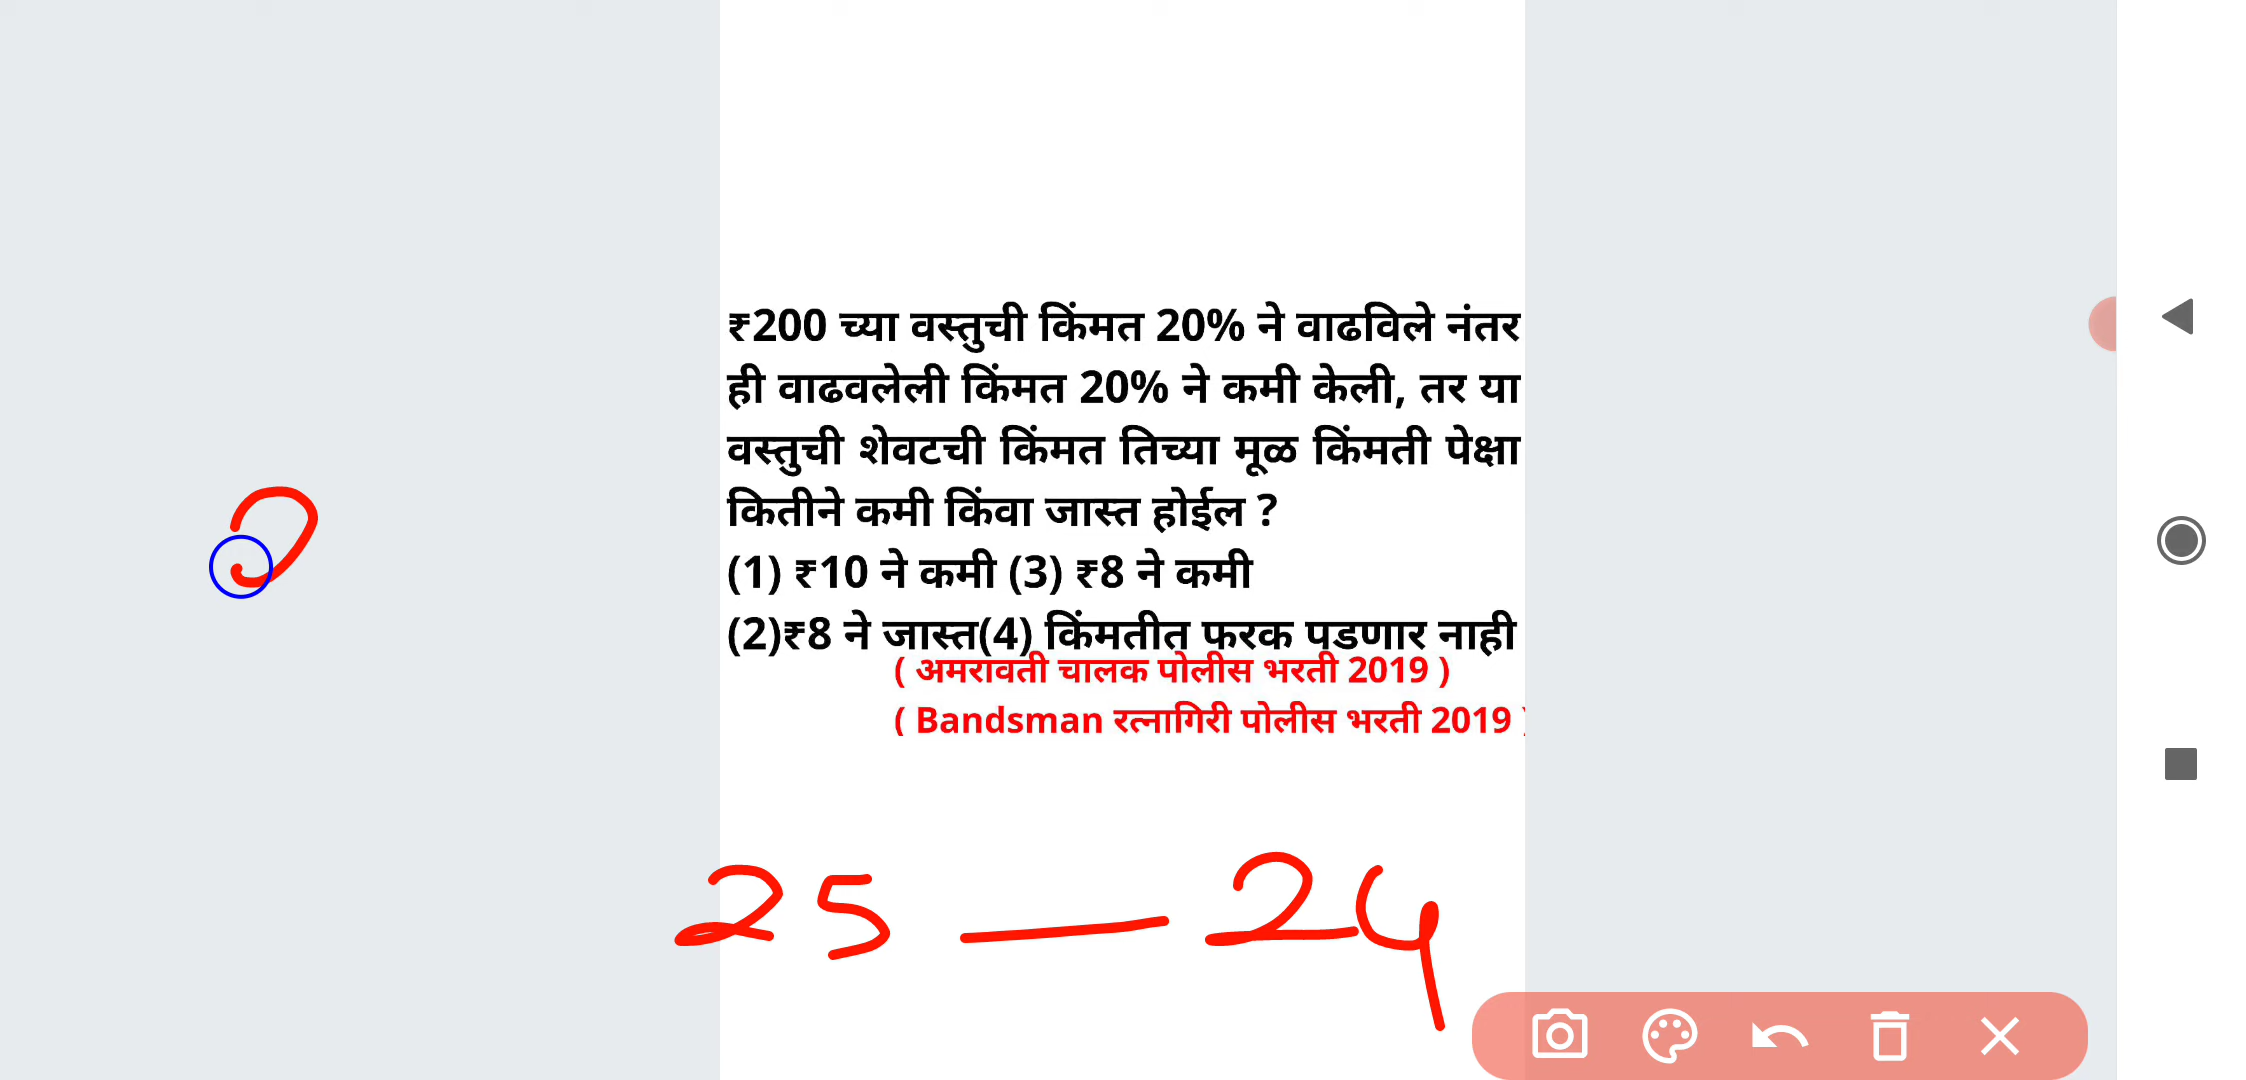 ₹200 च्या वस्तुची किंमत 20% ने वाढविले नंतर
ही वाढवलेली किंमत 20% ने कमी केली, तर या
वस्तुची शेवटची किंमत तिच्या मूळ किंमती पेक्षा
कितीने कमी किंवा जास्त होईल ?
(1) ₹10 ने कमी (3) ₹8 ने कमी
(2)₹8 ने जास्त(4) किंमतीत फरक पडणार नाही
( अमरावती चालक पोलीस भरती 2019 )
( Bandsman रत्नागिरी पोलीस भरती 2019 )
25 — 24